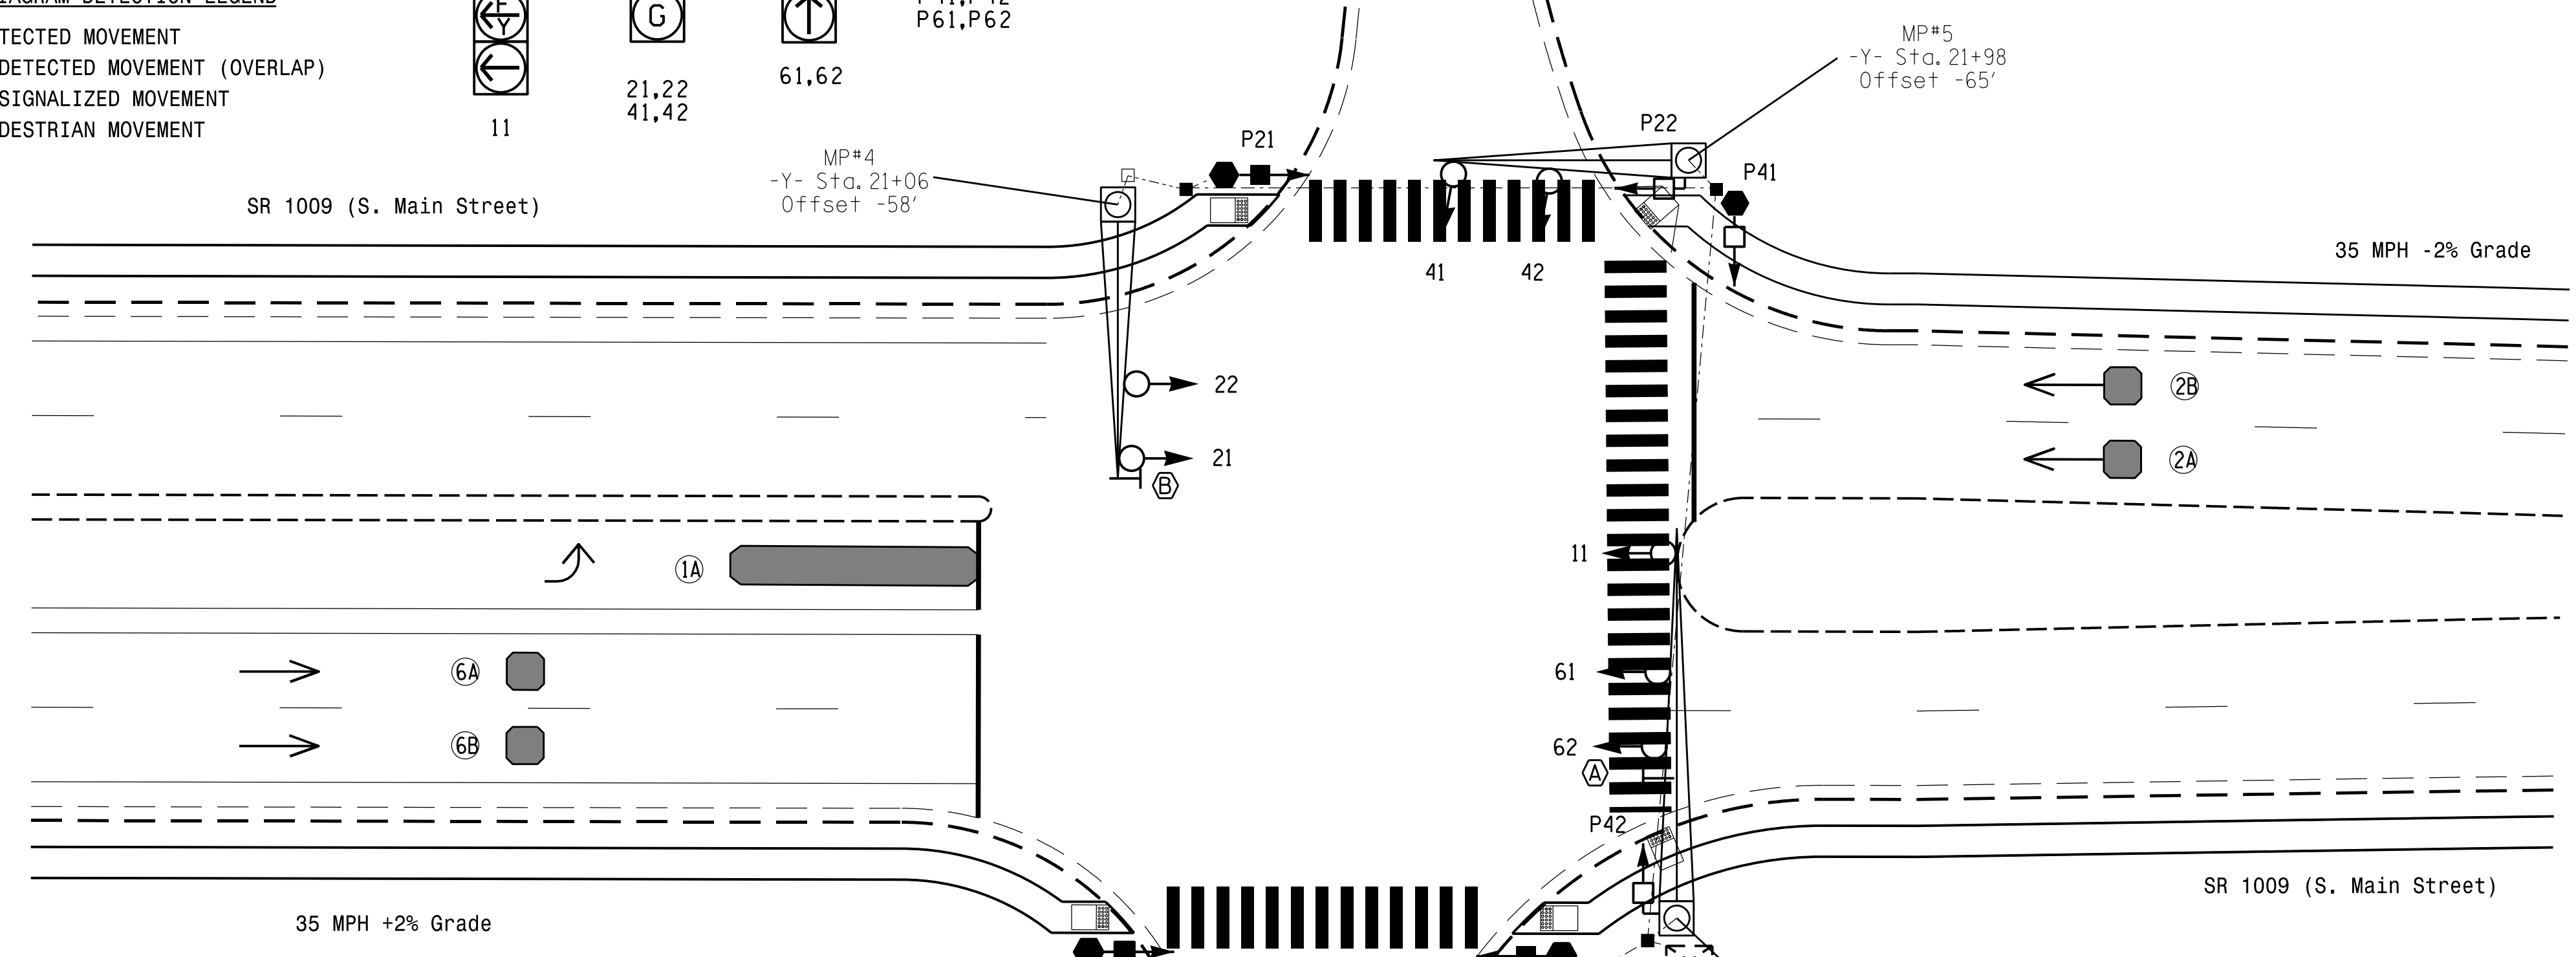 TECTED MOVEMENT
DETECTED MOVEMENT (OVERLAP)
SIGNALIZED MOVEMENT
DESTRIAN MOVEMENT
F
Y
11
G
21,22
41,42
61,62
P61,P62
MP#5
-Y- Sta. 21+98
Offset -65'
P21
P22
P41
MP#4
-Y- Sta. 21+06
Offset -58'
SR 1009 (S. Main Street)
35 MPH -2% Grade
41
42
22
2B
21
2A
B
11
1A
61
6A
62
6B
A
P42
SR 1009 (S. Main Street)
35 MPH +2% Grade